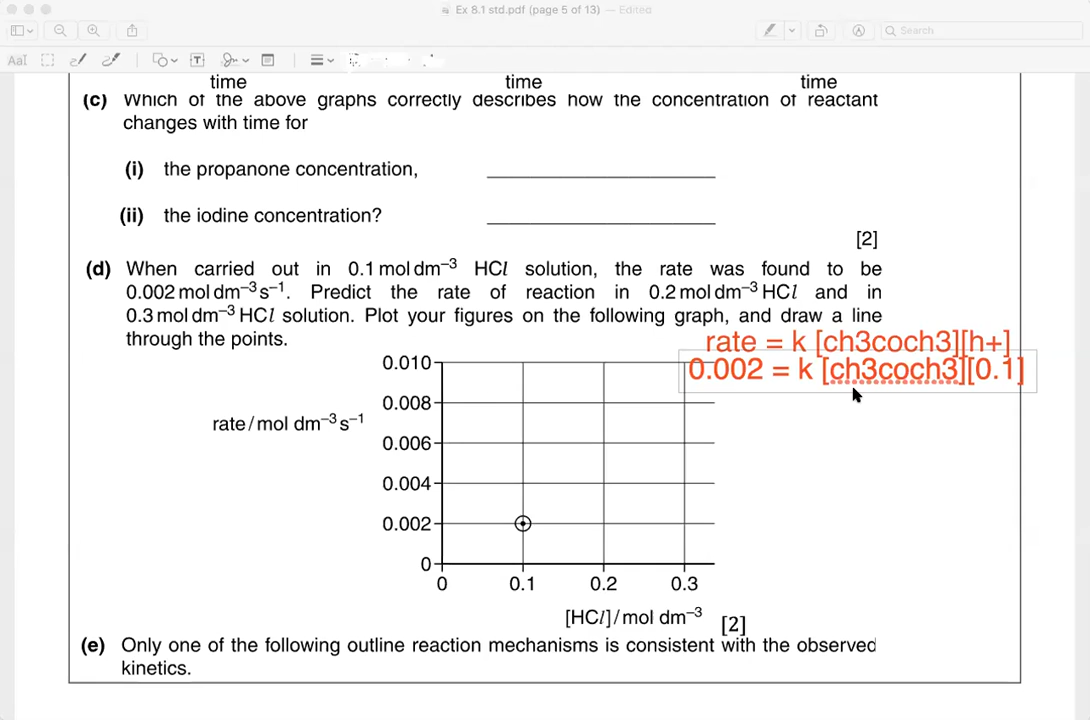 Ex 8.1 std.pdf (page 5 of 13) — Edited
Search
AaI
time time time
(c) Which of the above graphs correctly describes how the concentration of reactant
changes with time for
(i) the propanone concentration,
(ii) the iodine concentration?
[2]
(d) When carried out in 0.1 mol dm⁻³ HCl solution, the rate was found to be
0.002 mol dm⁻³ s⁻¹. Predict the rate of reaction in 0.2 mol dm⁻³ HCl and in
0.3 mol dm⁻³ HCl solution. Plot your figures on the following graph, and draw a line
through the points.
rate = k [ch3coch3][h+]
0.002 = k [ch3coch3][0.1]
0.010
0.008
rate/mol dm⁻³ s⁻¹
0.006
0.004
0.002
0
0 0.1 0.2 0.3
[HCl]/mol dm⁻³
[2]
(e) Only one of the following outline reaction mechanisms is consistent with the observed
kinetics.